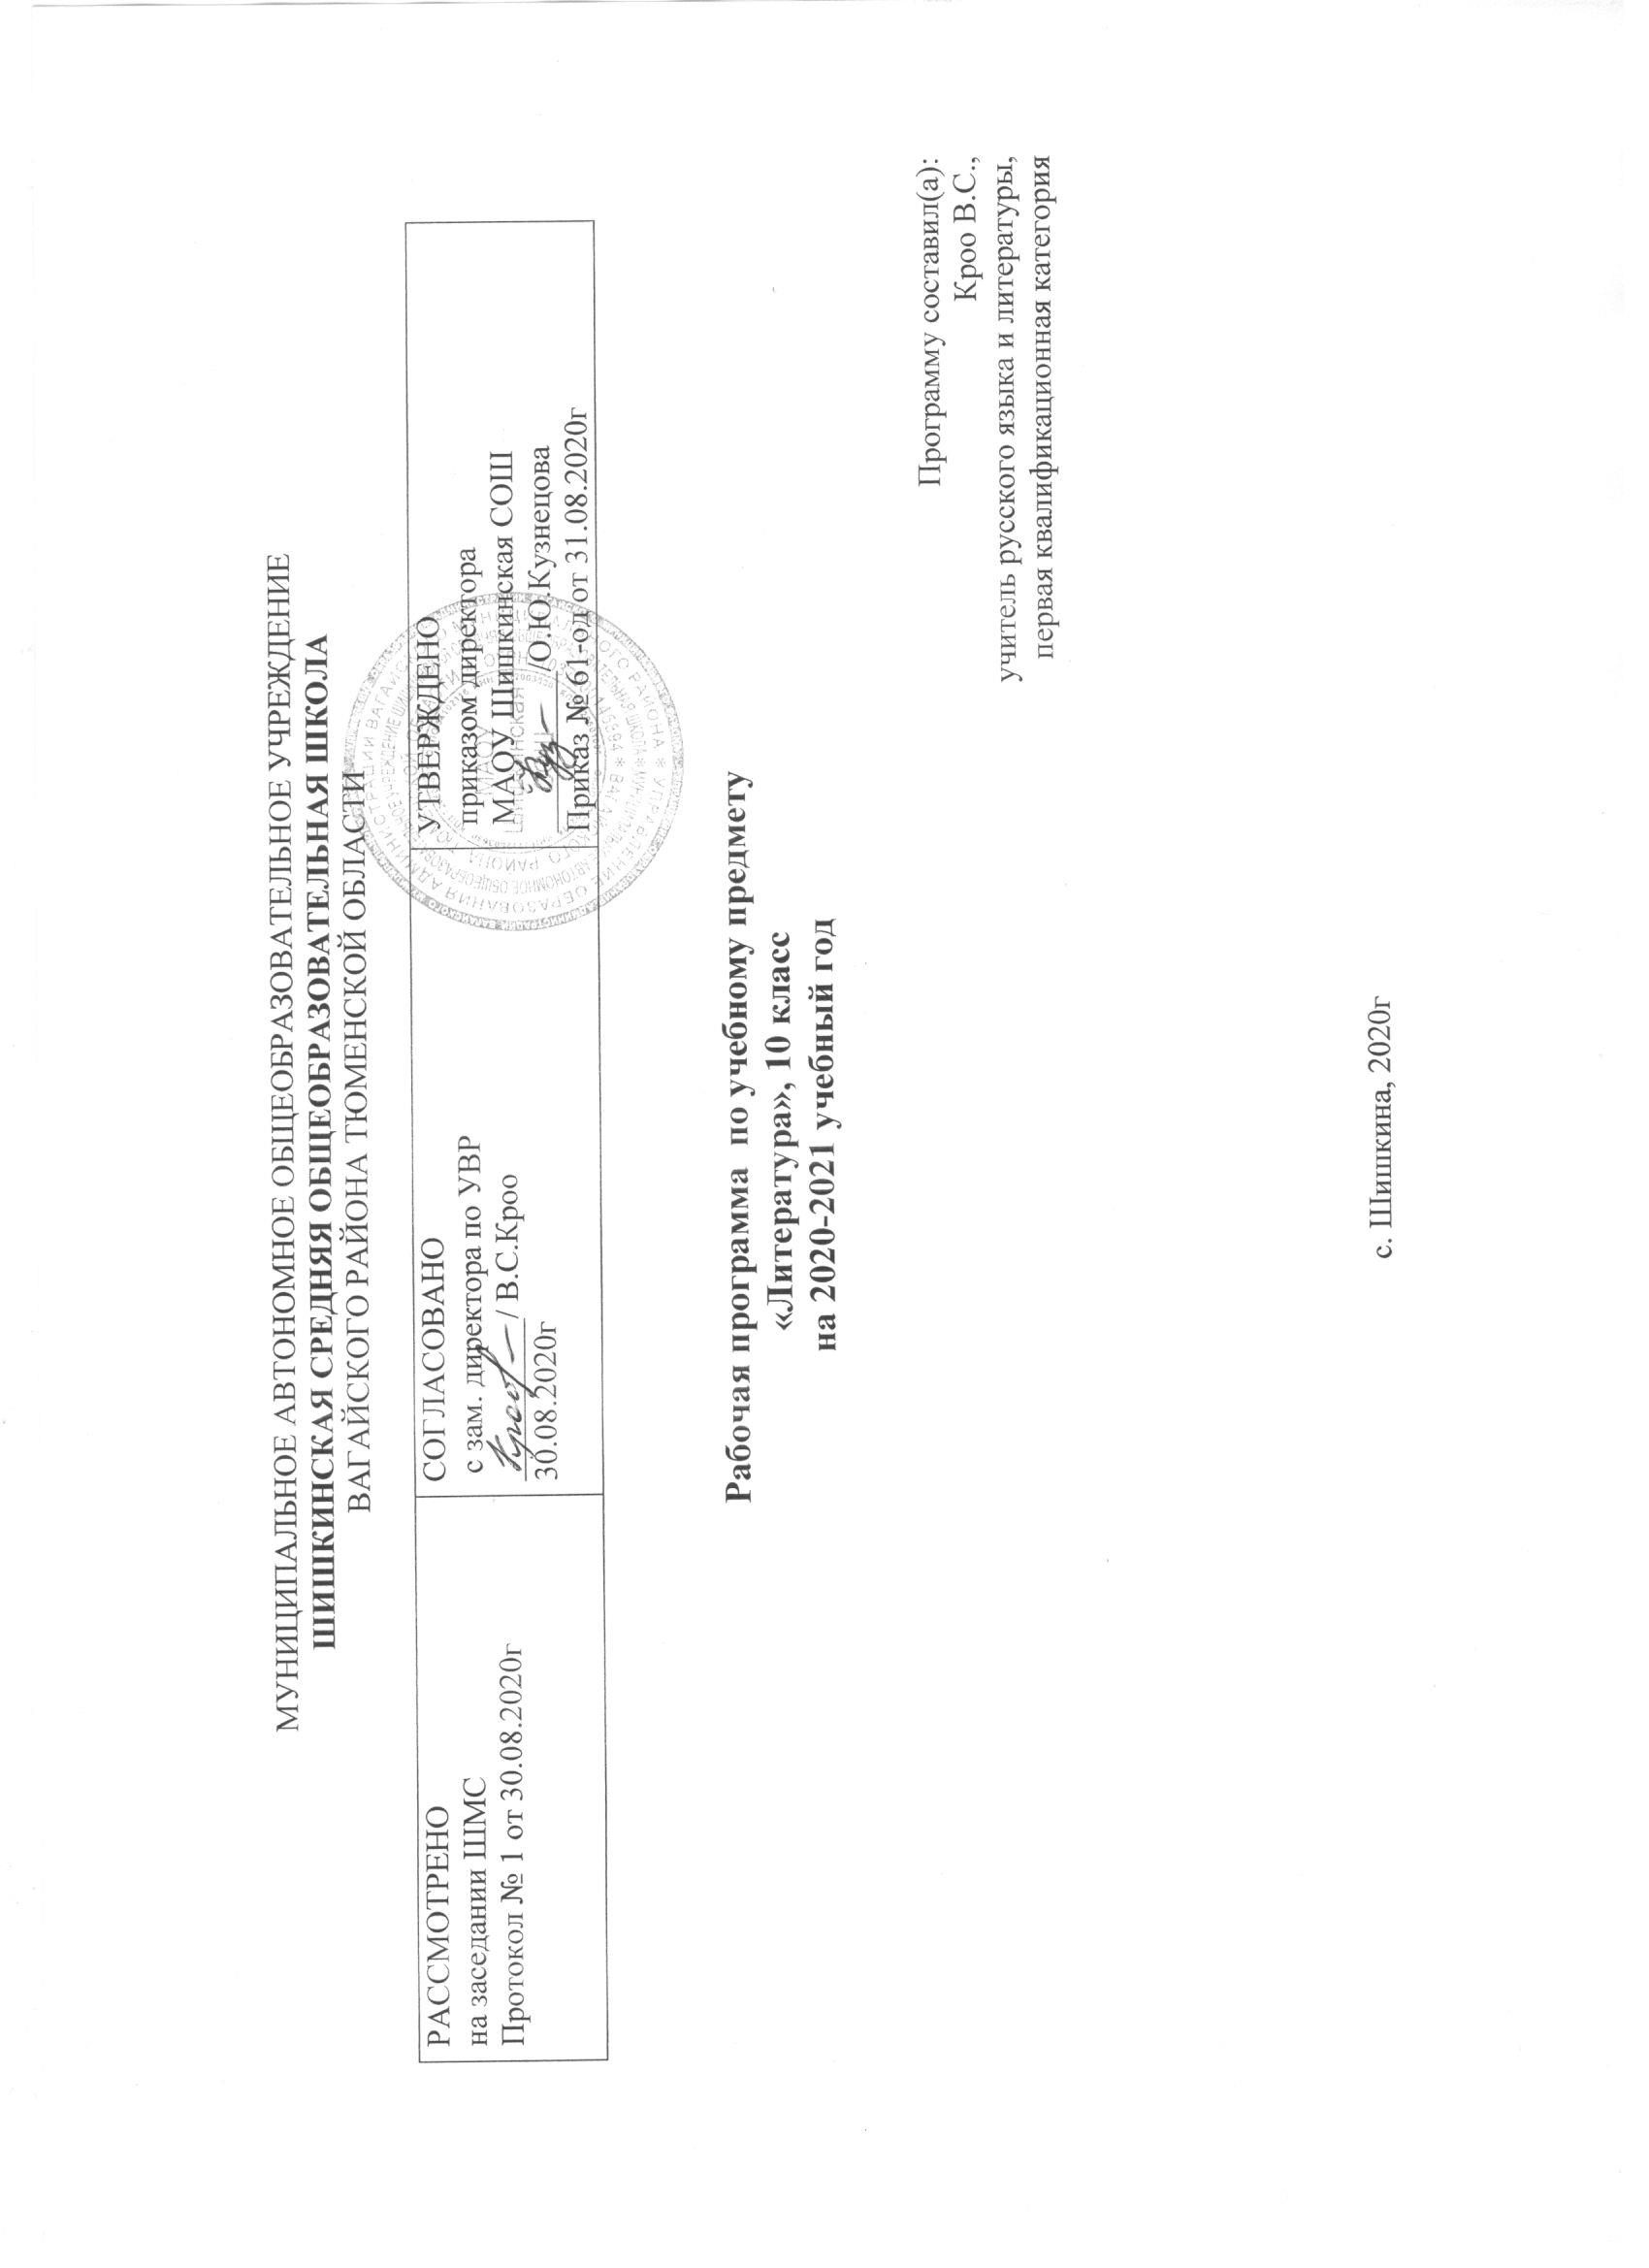 МУНИЦИПАЛЬНОЕ АВТОНОМНОЕ ОБЩЕОБРАЗОВАТЕЛЬНОЕ УЧРЕЖДЕНИЕ
ШИШКИНСКАЯ СРЕДНЯЯ ОБЩЕОБРАЗОВАТЕЛЬНАЯ ШКОЛА
ВАГАЙСКОГО РАЙОНА ТЮМЕНСКОЙ ОБЛАСТИ
РАССМОТРЕНО
на заседании ШМС
Протокол № 1 от 30.08.2020г
СОГЛАСОВАНО
с зам. директора по УВР
/ В.С.Кроо
30.08.2020г
УТВЕРЖДЕНО
приказом директора
МАОУ Шишкинская СОШ
/О.Ю.Кузнецова
Приказ № 61-од от 31.08.2020г
Рабочая программа по учебному предмету
«Литература», 10 класс
на 2020-2021 учебный год
Программу составил(а):
Кроо В.С.,
учитель русского языка и литературы,
первая квалификационная категория
с. Шишкина, 2020г